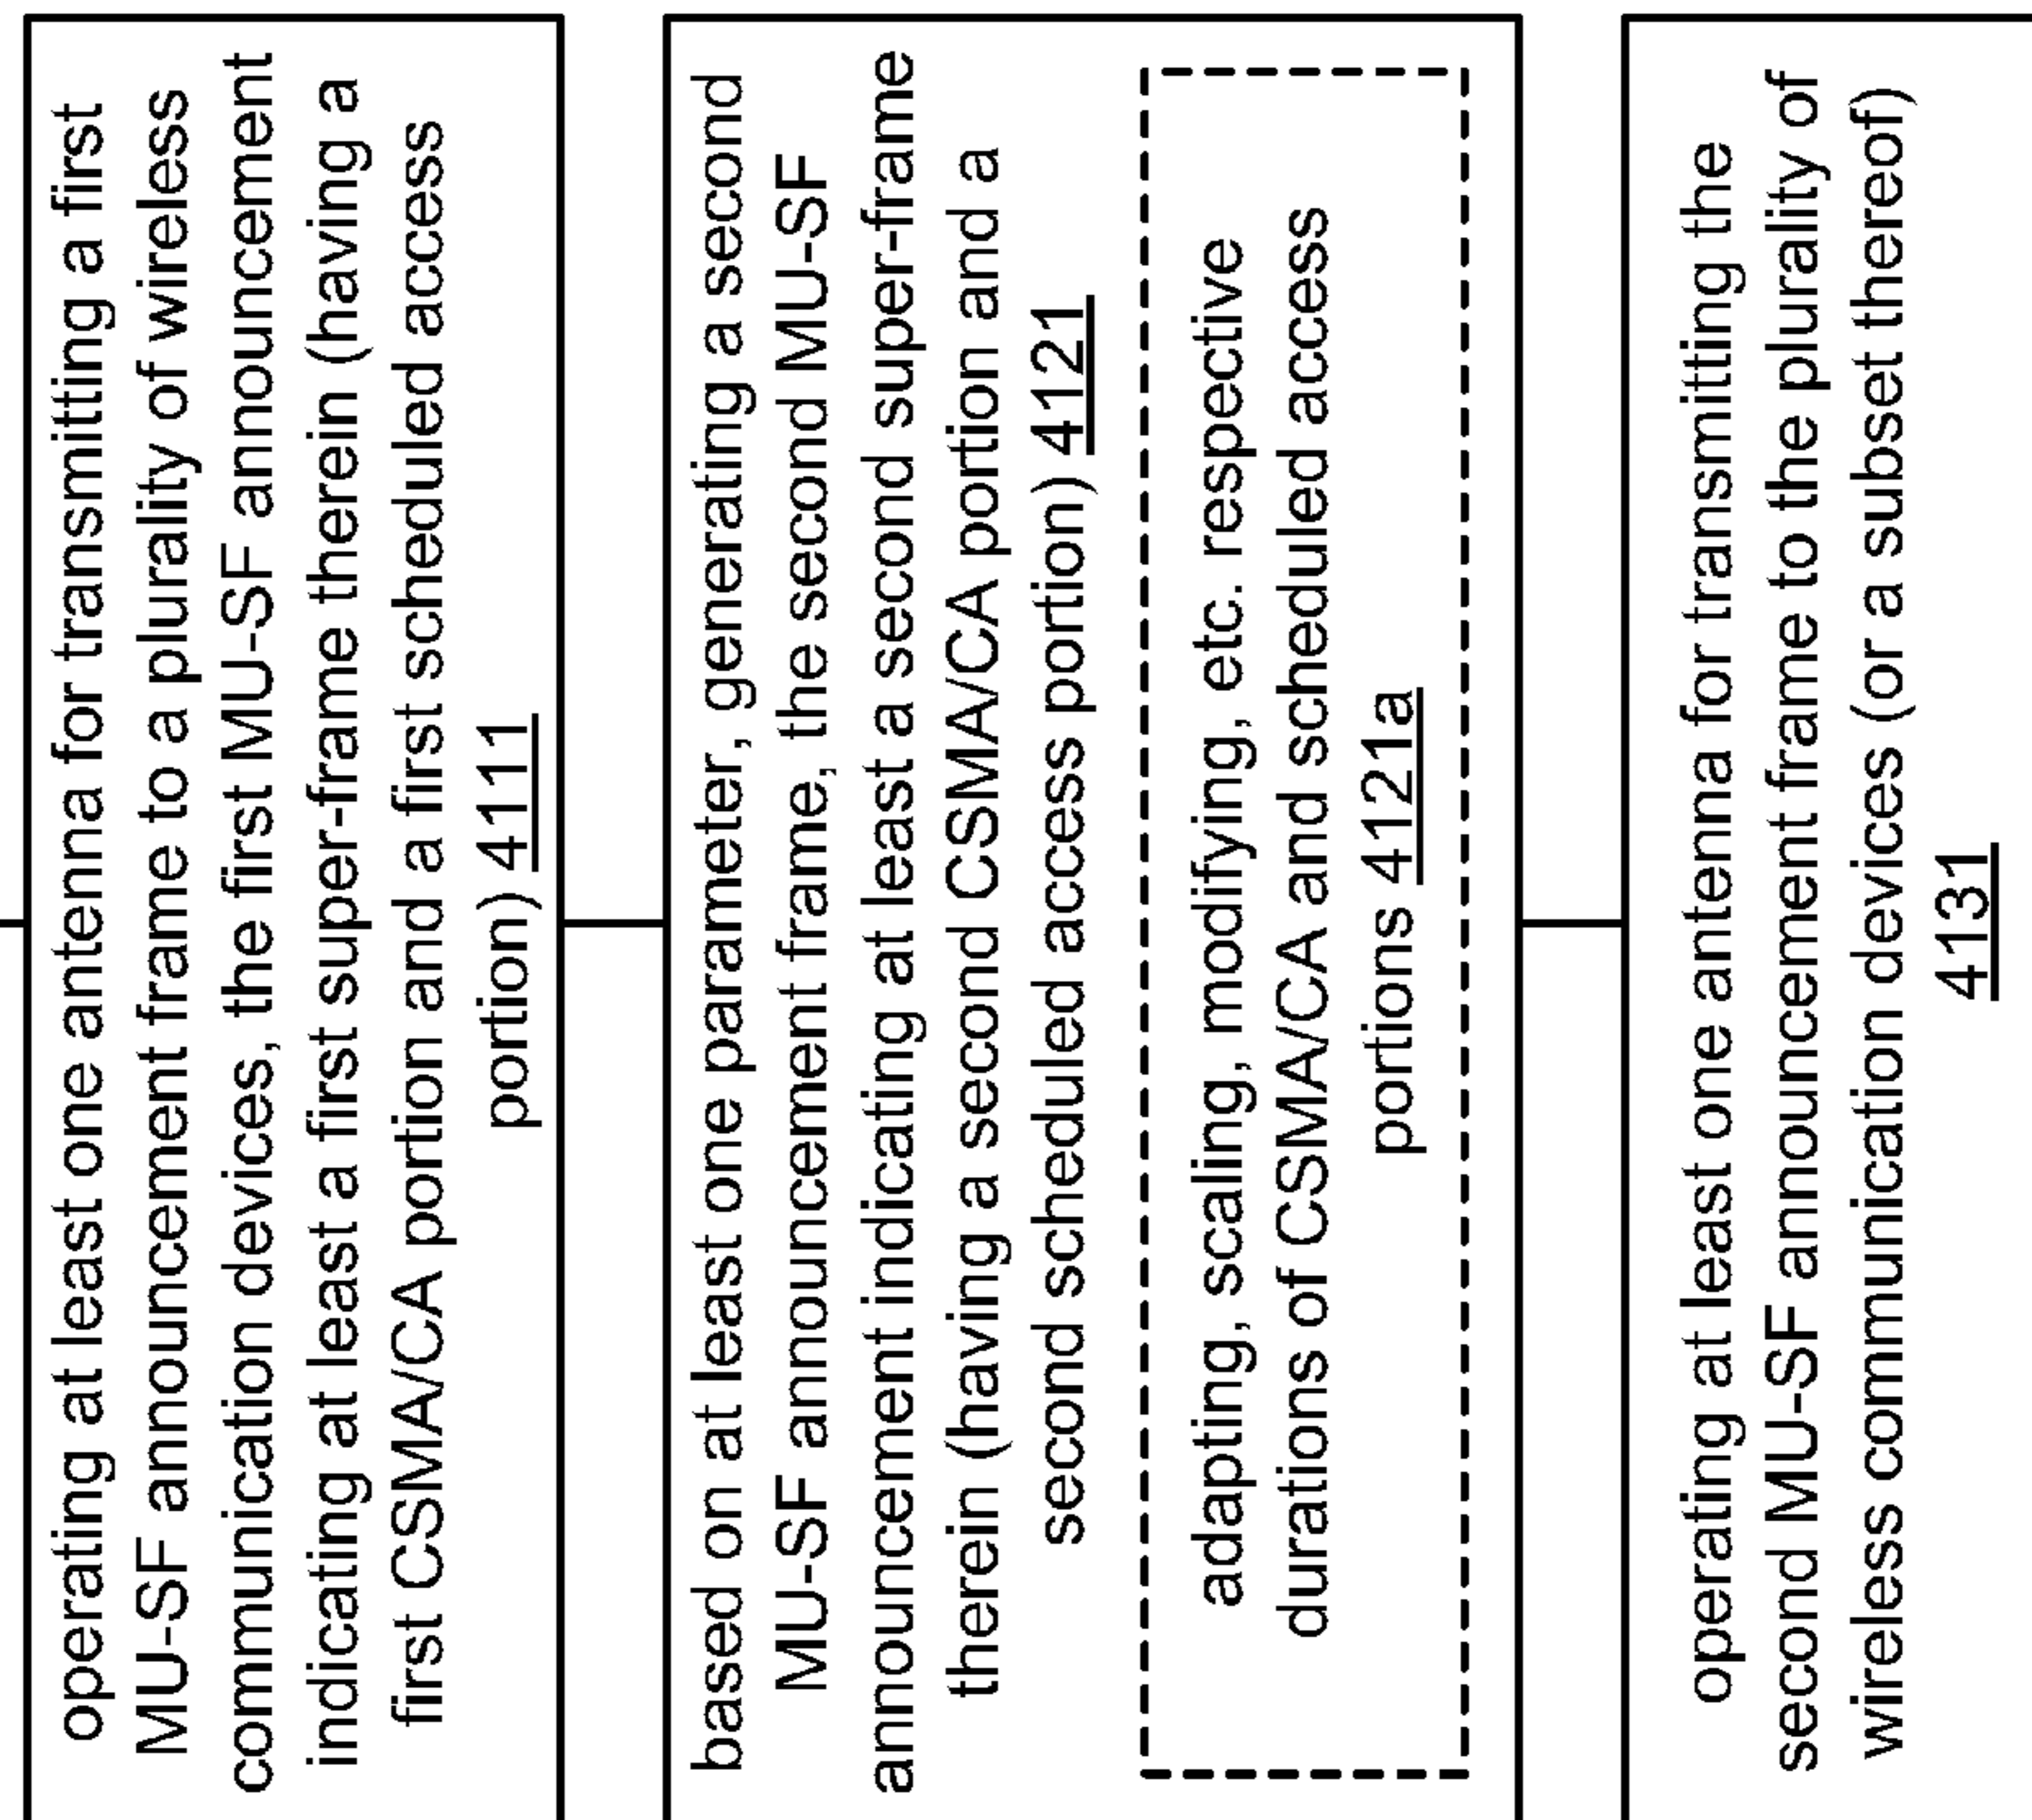 operating at least one antenna for transmitting a first
MU-SF announcement frame to a plurality of wireless
communication devices, the first MU-SF announcement
indicating at least a first super-frame therein (having a
first CSMA/CA portion and a first scheduled access
portion) 4111
based on at least one parameter, generating a second
MU-SF announcement frame, the second MU-SF
announcement indicating at least a second super-frame
therein (having a second CSMA/CA portion and a
second scheduled access portion) 4121
adapting, scaling, modifying, etc. respective
durations of CSMA/CA and scheduled access
portions 4121a
operating at least one antenna for transmitting the
second MU-SF announcement frame to the plurality of
wireless communication devices (or a subset thereof)
4131